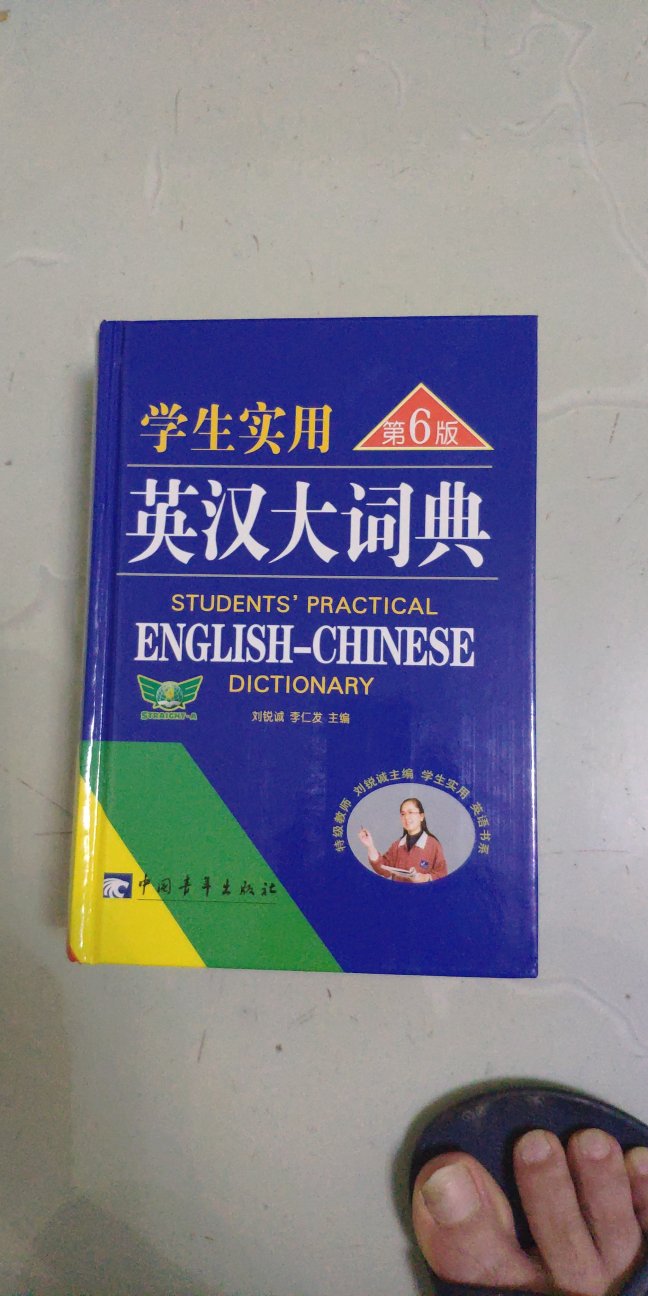 学生实用
第6版
英汉大词典
STUDENTS' PRACTICAL
ENGLISH-CHINESE
DICTIONARY
STRAIGHT-A
刘锐诚 李仁发 主编
特级教师 刘锐诚主编 学生实用 英语书系
中国青年出版社